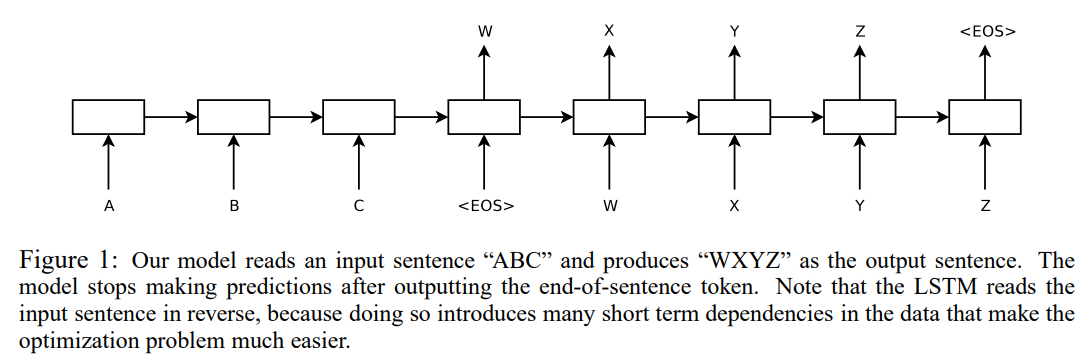 W X Y Z <EOS>
A B C <EOS> W X Y Z
Figure 1: Our model reads an input sentence “ABC” and produces “WXYZ” as the output sentence. The
model stops making predictions after outputting the end-of-sentence token. Note that the LSTM reads the
input sentence in reverse, because doing so introduces many short term dependencies in the data that make the
optimization problem much easier.